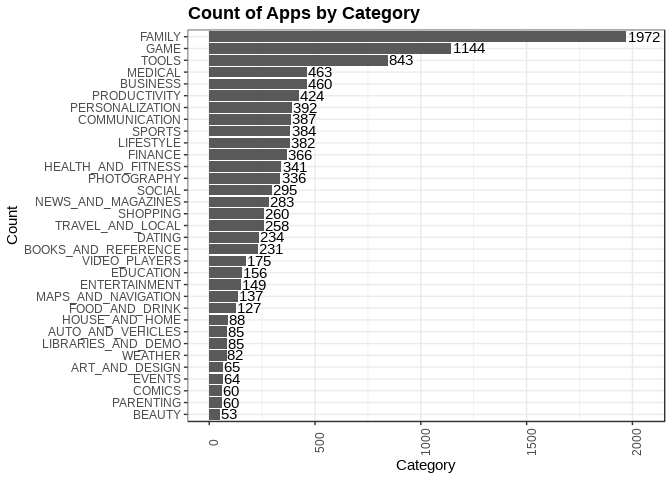 Count of Apps by Category
FAMILY 1972
GAME 1144
TOOLS 843
MEDICAL 463
BUSINESS 460
PRODUCTIVITY 424
PERSONALIZATION 392
COMMUNICATION 387
SPORTS 384
LIFESTYLE 382
FINANCE 366
HEALTH_AND_FITNESS 341
PHOTOGRAPHY 336
SOCIAL 295
NEWS_AND_MAGAZINES 283
SHOPPING 260
TRAVEL_AND_LOCAL 258
DATING 234
BOOKS_AND_REFERENCE 231
VIDEO_PLAYERS 175
EDUCATION 156
ENTERTAINMENT 149
MAPS_AND_NAVIGATION 137
FOOD_AND_DRINK 127
HOUSE_AND_HOME 88
AUTO_AND_VEHICLES 85
LIBRARIES_AND_DEMO 85
WEATHER 82
ART_AND_DESIGN 65
EVENTS 64
COMICS 60
PARENTING 60
BEAUTY 53
Count
0 500 1000 1500 2000
Category